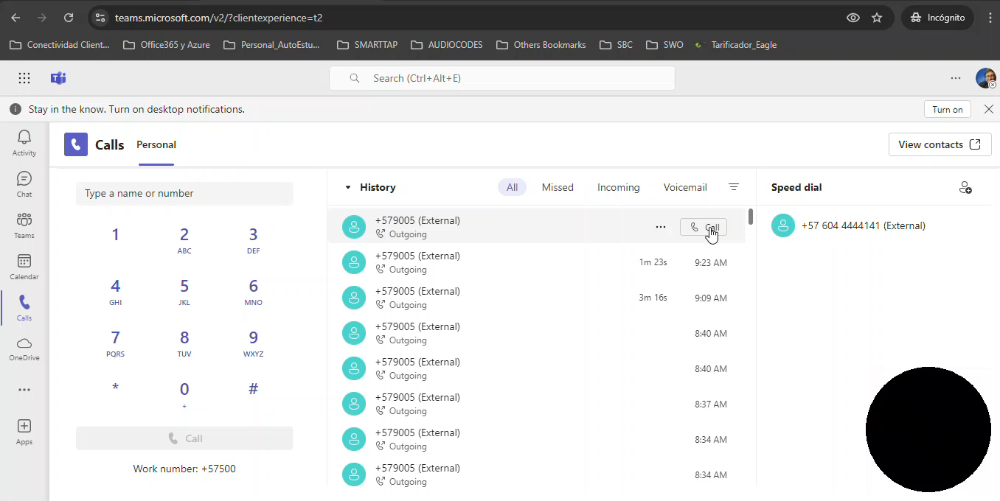 teams.microsoft.com/v2/?clientexperience=t2
Incógnito
Conectividad Client...
Office365 y Azure
Personal_AutoEstu...
SMARTTAP
AUDIOCODES
Others Bookmarks
SBC
SWO
Tarificador_Eagle
Search (Ctrl+Alt+E)
Stay in the know. Turn on desktop notifications.
Turn on
Activity
Chat
Teams
Calendar
Calls
OneDrive
Apps
Calls
Personal
View contacts
Type a name or number
1
2
ABC
3
DEF
4
GHI
5
JKL
6
MNO
7
PQRS
8
TUV
9
WXYZ
*
0
+
#
Call
Work number: +57500
History
All
Missed
Incoming
Voicemail
+579005 (External)
Outgoing
Call
+579005 (External)
Outgoing
1m 23s
9:23 AM
+579005 (External)
Outgoing
3m 16s
9:09 AM
+579005 (External)
Outgoing
8:40 AM
+579005 (External)
Outgoing
8:40 AM
+579005 (External)
Outgoing
8:37 AM
+579005 (External)
Outgoing
8:34 AM
+579005 (External)
Outgoing
8:34 AM
Speed dial
+57 604 4444141 (External)